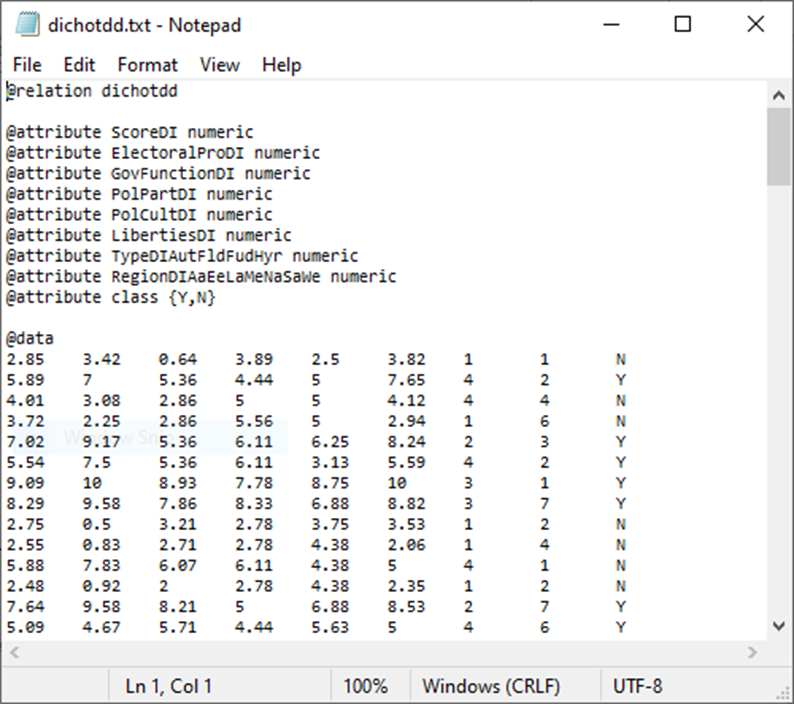 dichotdd.txt - Notepad
File Edit Format View Help
@relation dichotdd
@attribute ScoreDI numeric
@attribute ElectoralProDI numeric
@attribute GovFunctionDI numeric
@attribute PolPartDI numeric
@attribute PolCultDI numeric
@attribute LibertiesDI numeric
@attribute TypeDIAutFldFudHyr numeric
@attribute RegionDIAaEeLaMeNaSaWe numeric
@attribute class {Y,N}
@data
2.85 3.42 0.64 3.89 2.5 3.82 1 1 N
5.89 7 5.36 4.44 5 7.65 4 2 Y
4.01 3.08 2.86 5 5 4.12 4 4 N
3.72 2.25 2.86 5.56 5 2.94 1 6 N
7.02 9.17 5.36 6.11 6.25 8.24 2 3 Y
5.54 7.5 5.36 6.11 3.13 5.59 4 2 Y
9.09 10 8.93 7.78 8.75 10 3 1 Y
8.29 9.58 7.86 8.33 6.88 8.82 3 7 Y
2.75 0.5 3.21 2.78 3.75 3.53 1 2 N
2.55 0.83 2.71 2.78 4.38 2.06 1 4 N
5.88 7.83 6.07 6.11 4.38 5 4 1 N
2.48 0.92 2 2.78 4.38 2.35 1 2 N
7.64 9.58 8.21 5 6.88 8.53 2 7 Y
5.09 4.67 5.71 4.44 5.63 5 4 6 Y
Ln 1, Col 1 100% Windows (CRLF) UTF-8